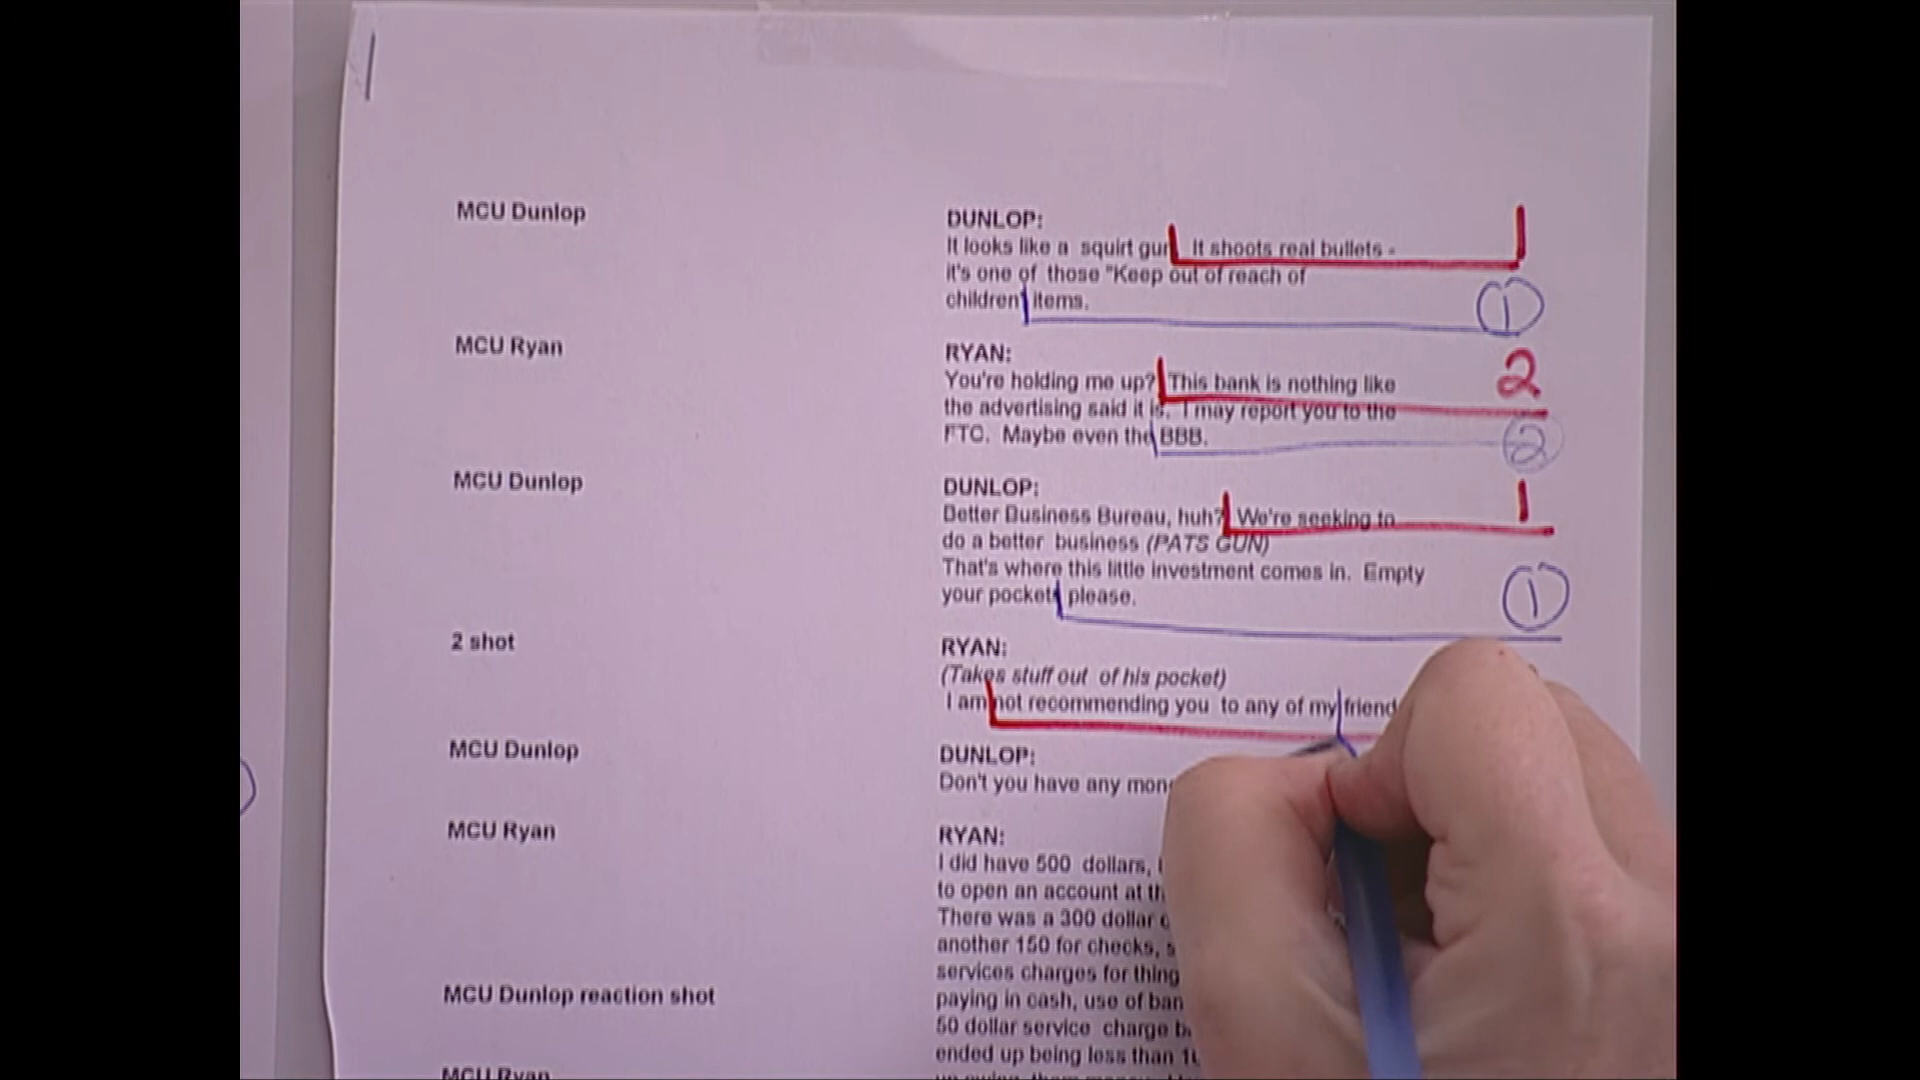 MCU Dunlop
DUNLOP:
It looks like a squirt gun It shoots real bullets - 1
it's one of those "Keep out of reach of
children" items. 1
MCU Ryan
RYAN:
You're holding me up? This bank is nothing like 2
the advertising said it is. I may report you to the
FTC. Maybe even the BBB. 2
MCU Dunlop
DUNLOP:
Better Business Bureau, huh? We're seeking to 1
do a better business (PATS GUN)
That's where this little investment comes in. Empty
your pockets please. 1
2 shot
RYAN:
(Takes stuff out of his pocket)
I am not recommending you to any of my friend
MCU Dunlop
DUNLOP:
Don't you have any
MCU Ryan
RYAN:
I did have 500 dollars,
to open an account at
There was a 300 dollar
another 150 for checks,
services charges for
MCU Dunlop reaction shot
paying in cash, use of
50 dollar service charge
ended up being less than
MCU Ryan